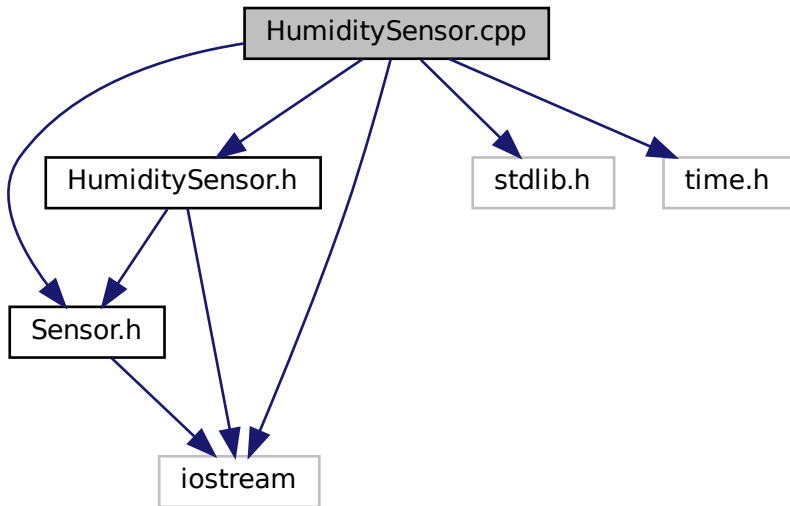 HumiditySensor.cpp
HumiditySensor.h
stdlib.h
time.h
Sensor.h
iostream